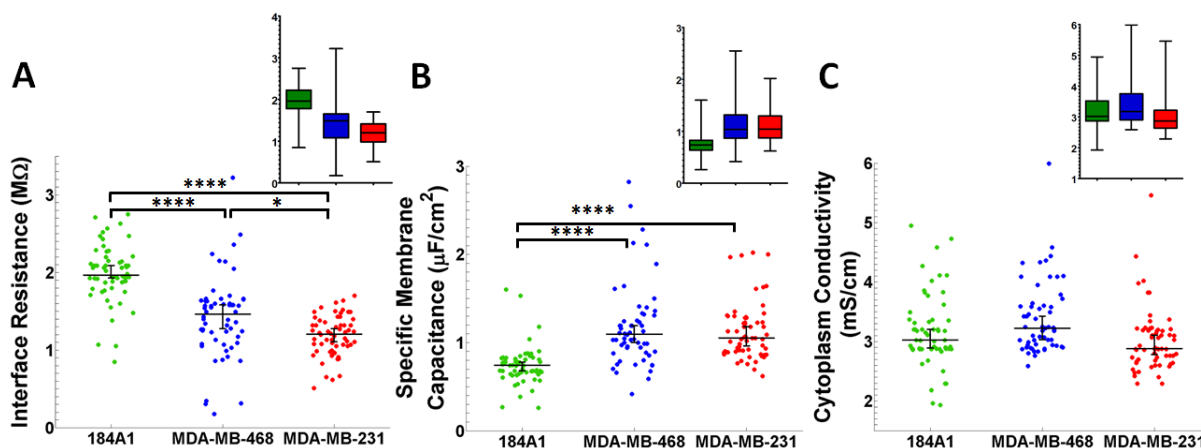 A
4
3
2
1
0
Interface Resistance (MΩ)
3
2
1
0
****
****
*
184A1
MDA-MB-468
MDA-MB-231
B
3
2
1
0
Specific Membrane
Capacitance (μF/cm²)
3
2
1
0
****
****
184A1
MDA-MB-468
MDA-MB-231
C
6
5
4
3
2
1
Cytoplasm Conductivity
(mS/cm)
6
5
4
3
2
184A1
MDA-MB-468
MDA-MB-231